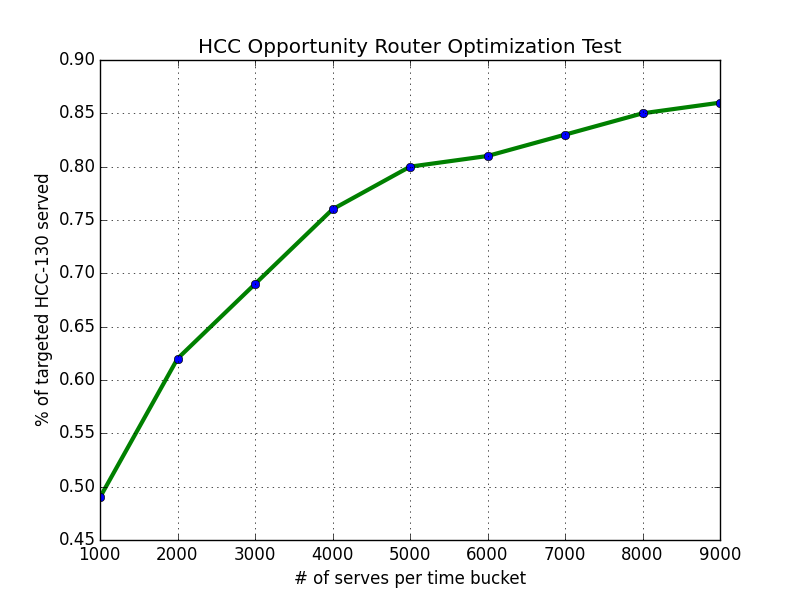 HCC Opportunity Router Optimization Test
% of targeted HCC-130 served
0.90
0.85
0.80
0.75
0.70
0.65
0.60
0.55
0.50
0.45
1000 2000 3000 4000 5000 6000 7000 8000 9000
# of serves per time bucket